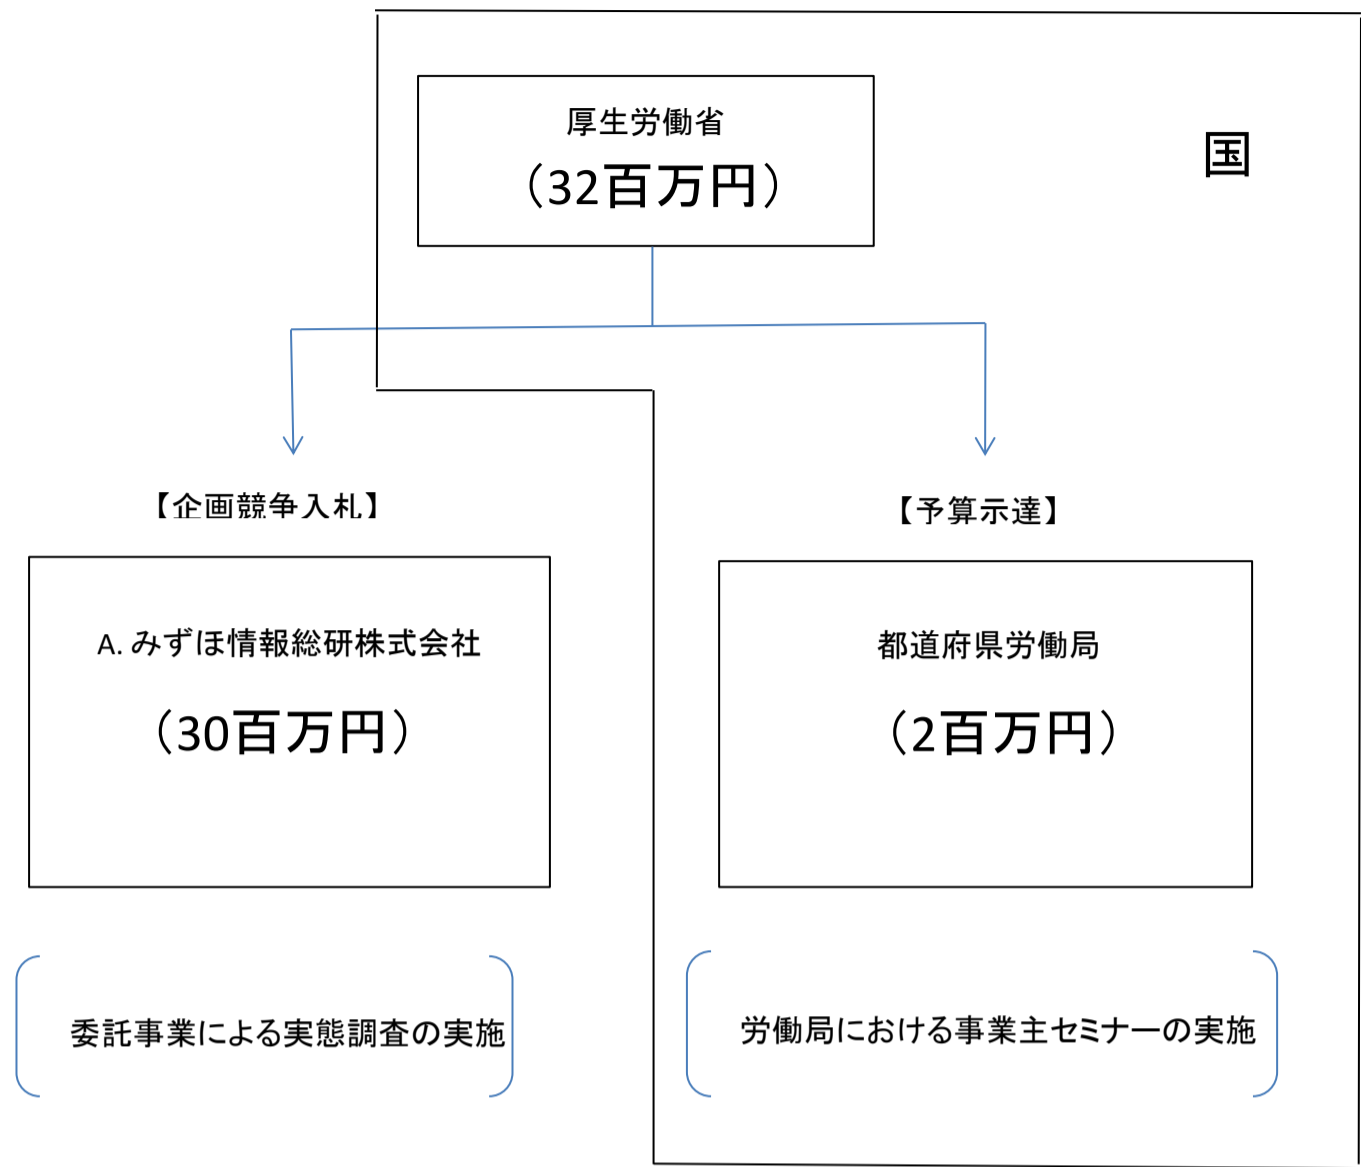 厚生労働省
（32百万円）
国
【企画競争入札】
【予算示達】
A. みずほ情報総研株式会社
（30百万円）
都道府県労働局
（2百万円）
委託事業による実態調査の実施
労働局における事業主セミナーの実施